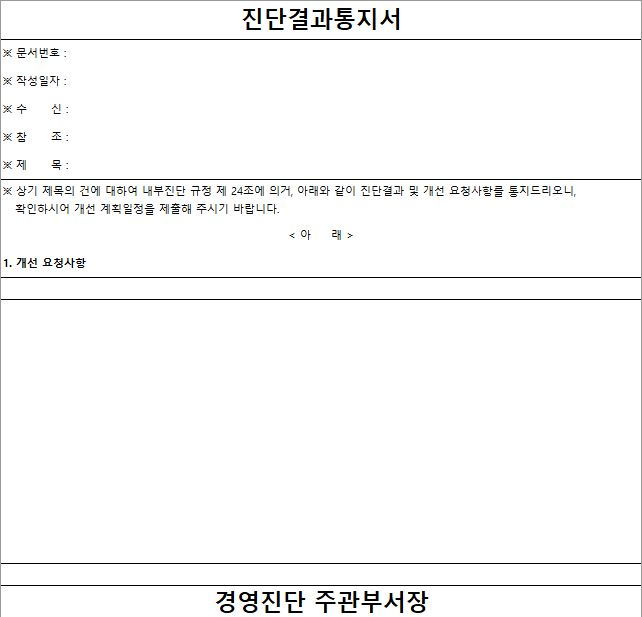 진단결과통지서
※ 문서번호 :
※ 작성일자 :
※ 수 신 :
※ 참 조 :
※ 제 목 :
※ 상기 제목의 건에 대하여 내부진단 규정 제 24조에 의거, 아래와 같이 진단결과 및 개선 요청사항를 통지드리오니,
확인하시어 개선 계획일정을 제출해 주시기 바랍니다.
< 아 래 >
1. 개선 요청사항
경영진단 주관부서장